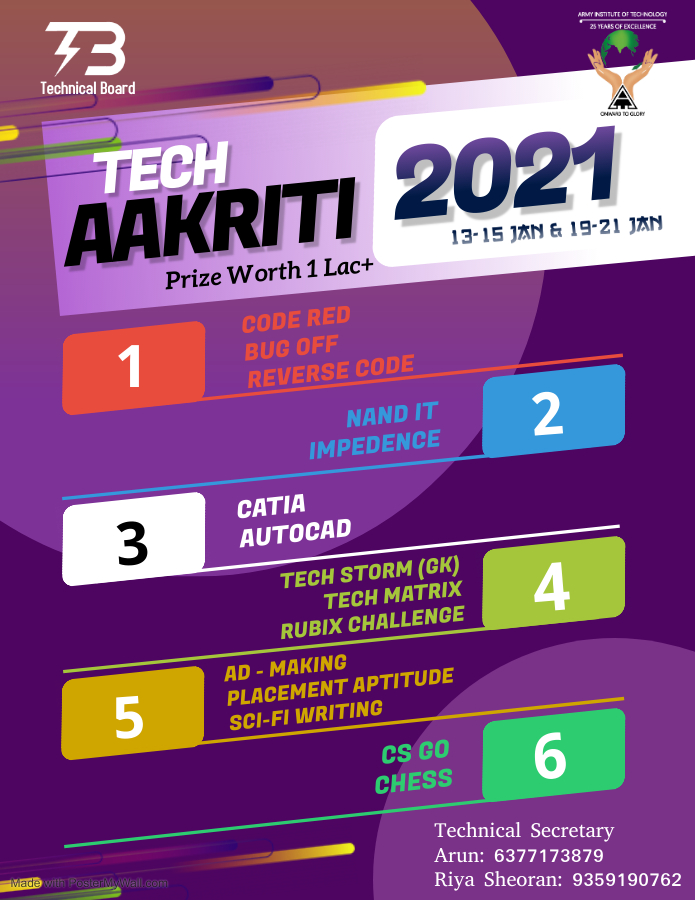 TB
Technical Board
ARMY INSTITUTE OF TECHNOLOGY
25 YEARS OF EXCELLENCE
ONWARD TO GLORY
TECH
AAKRITI
2021
13-15 JAN & 19-21 JAN
Prize Worth 1 Lac+
1
CODE RED
BUG OFF
REVERSE CODE
2
NAND IT
IMPEDENCE
3
CATIA
AUTOCAD
4
TECH STORM (GK)
TECH MATRIX
RUBIX CHALLENGE
5
AD - MAKING
PLACEMENT APTITUDE
SCI-FI WRITING
6
CS GO
CHESS
Technical Secretary
Arun: 6377173879
Riya Sheoran: 9359190762
Made with PosterMyWall.com